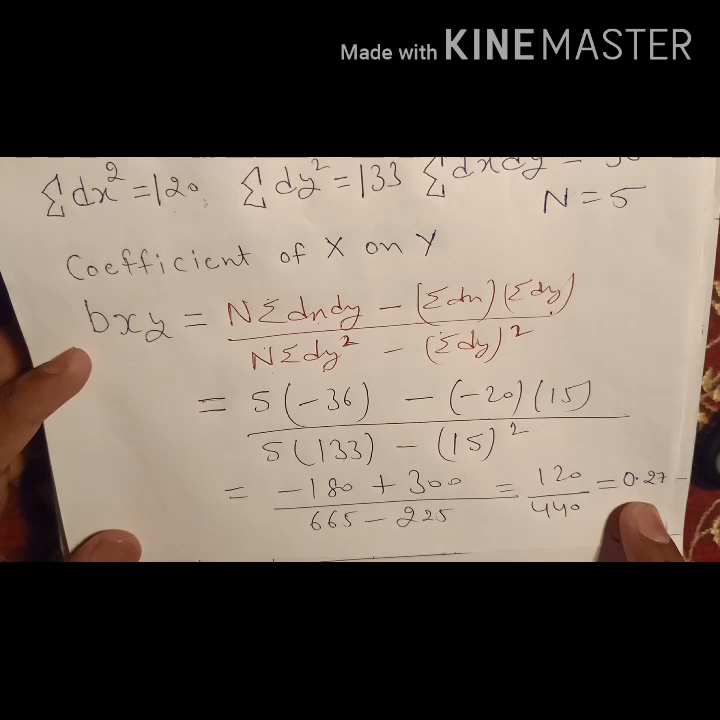 Made with KINEMASTER
Σdx² = 120, Σdy² = 133 Σdxdy =
N = 5
Coefficient of X on Y
bxy = NΣdxdy - (Σdx)(Σdy)
NΣdy² - (Σdy)²
= 5(-36) - (-20)(15)
5(133) - (15)²
= -180 + 300 = 120 = 0.27
665 - 225 440